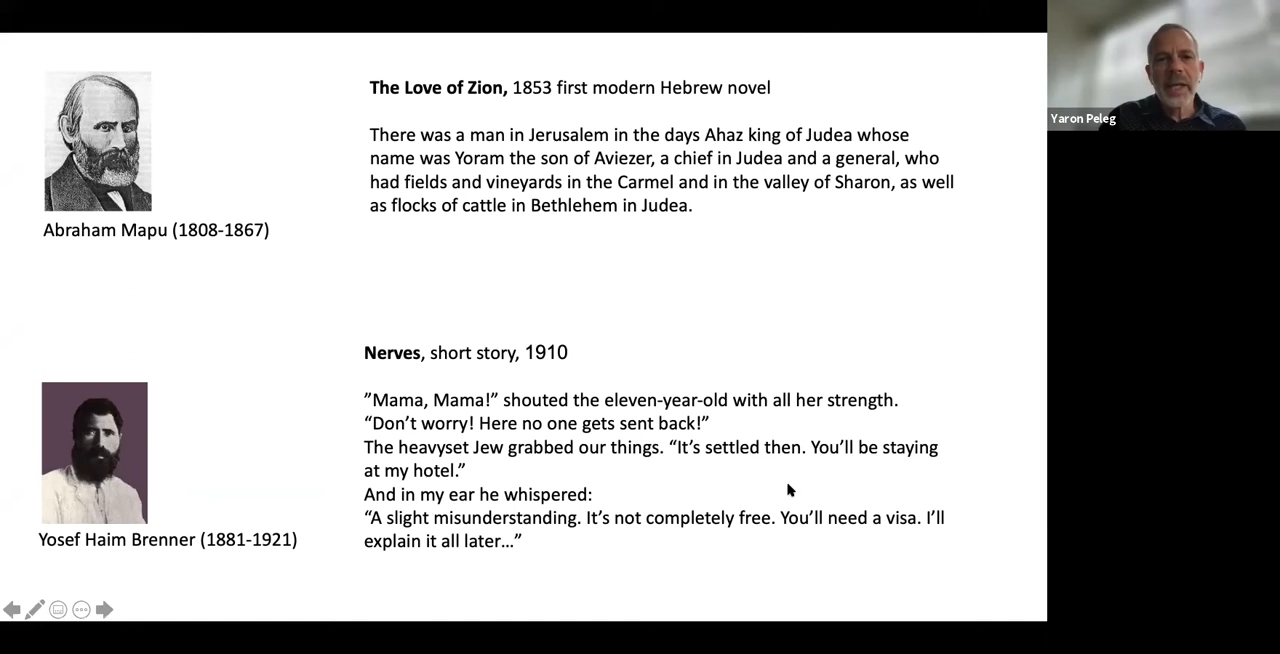 The Love of Zion, 1853 first modern Hebrew novel
There was a man in Jerusalem in the days Ahaz king of Judea whose
name was Yoram the son of Aviezer, a chief in Judea and a general, who
had fields and vineyards in the Carmel and in the valley of Sharon, as well
as flocks of cattle in Bethlehem in Judea.
Abraham Mapu (1808-1867)
Nerves, short story, 1910
”Mama, Mama!” shouted the eleven-year-old with all her strength.
“Don’t worry! Here no one gets sent back!”
The heavyset Jew grabbed our things. “It’s settled then. You’ll be staying
at my hotel.”
And in my ear he whispered:
“A slight misunderstanding. It’s not completely free. You’ll need a visa. I’ll
explain it all later…”
Yosef Haim Brenner (1881-1921)
Yaron Peleg